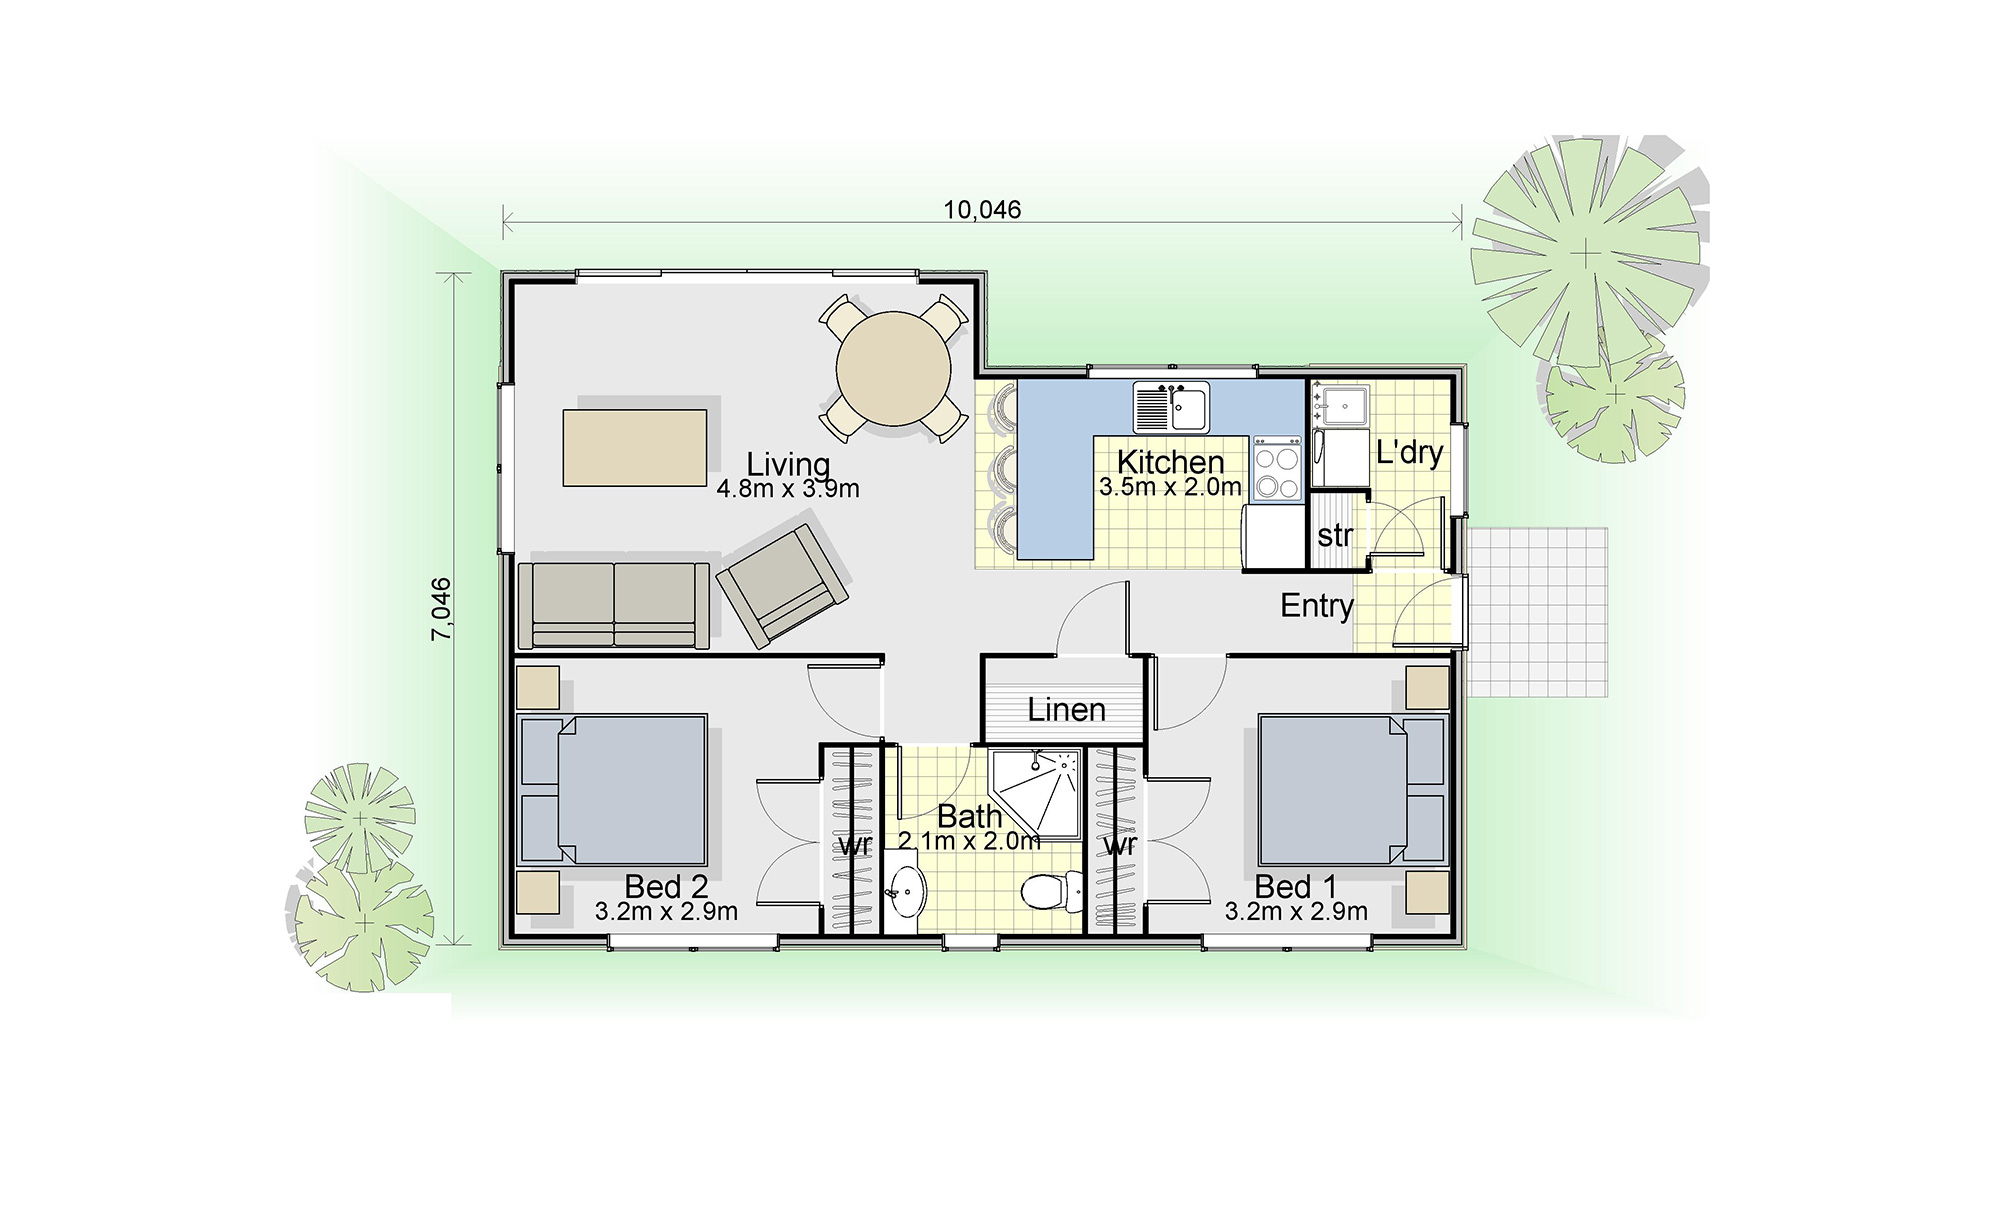 10,046
7,046
Living
4.8m x 3.9m
Kitchen
3.5m x 2.0m
L'dry
str
Entry
Linen
Bath
2.1m x 2.0m
wr
wr
Bed 2
3.2m x 2.9m
Bed 1
3.2m x 2.9m